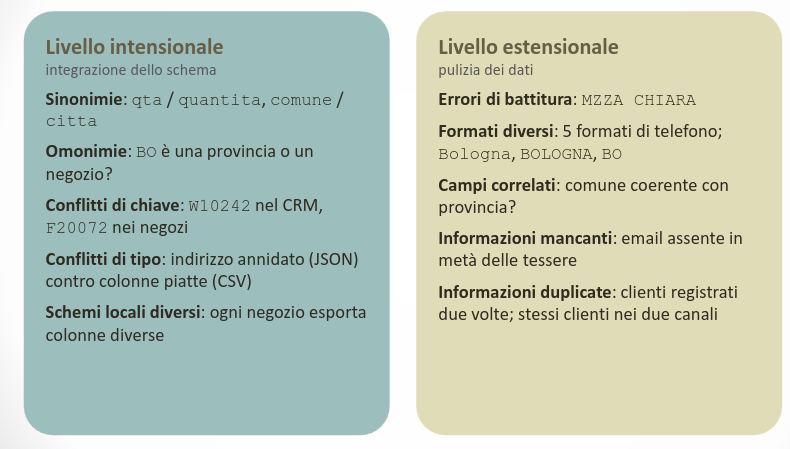 Livello intensionale
integrazione dello schema
Sinonimie: qta / quantita, comune /
citta
Omonimie: BO è una provincia o un
negozio?
Conflitti di chiave: W10242 nel CRM,
F20072 nei negozi
Conflitti di tipo: indirizzo annidato (JSON)
contro colonne piatte (CSV)
Schemi locali diversi: ogni negozio esporta
colonne diverse
Livello estensionale
pulizia dei dati
Errori di battitura: MZZA CHIARA
Formati diversi: 5 formati di telefono;
Bologna, BOLOGNA, BO
Campi correlati: comune coerente con
provincia?
Informazioni mancanti: email assente in
metà delle tessere
Informazioni duplicate: clienti registrati
due volte; stessi clienti nei due canali